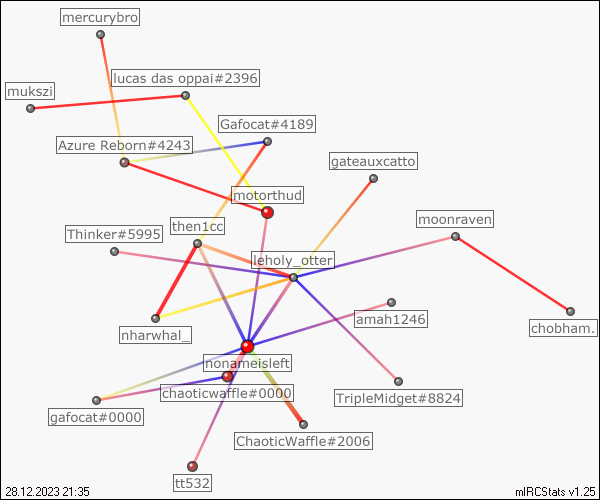 mercurybro
lucas das oppai#2396
mukszi
Gafocat#4189
Azure Reborn#4243
gateauxcatto
motorthud
then1cc
moonraven
Thinker#5995
leholy_otter
amah1246
chobham.
nharwhal_
nonameisleft
chaoticwaffle#0000
TripleMidget#8824
gafocat#0000
ChaoticWaffle#2006
tt532
28.12.2023 21:35
mIRCStats v1.25